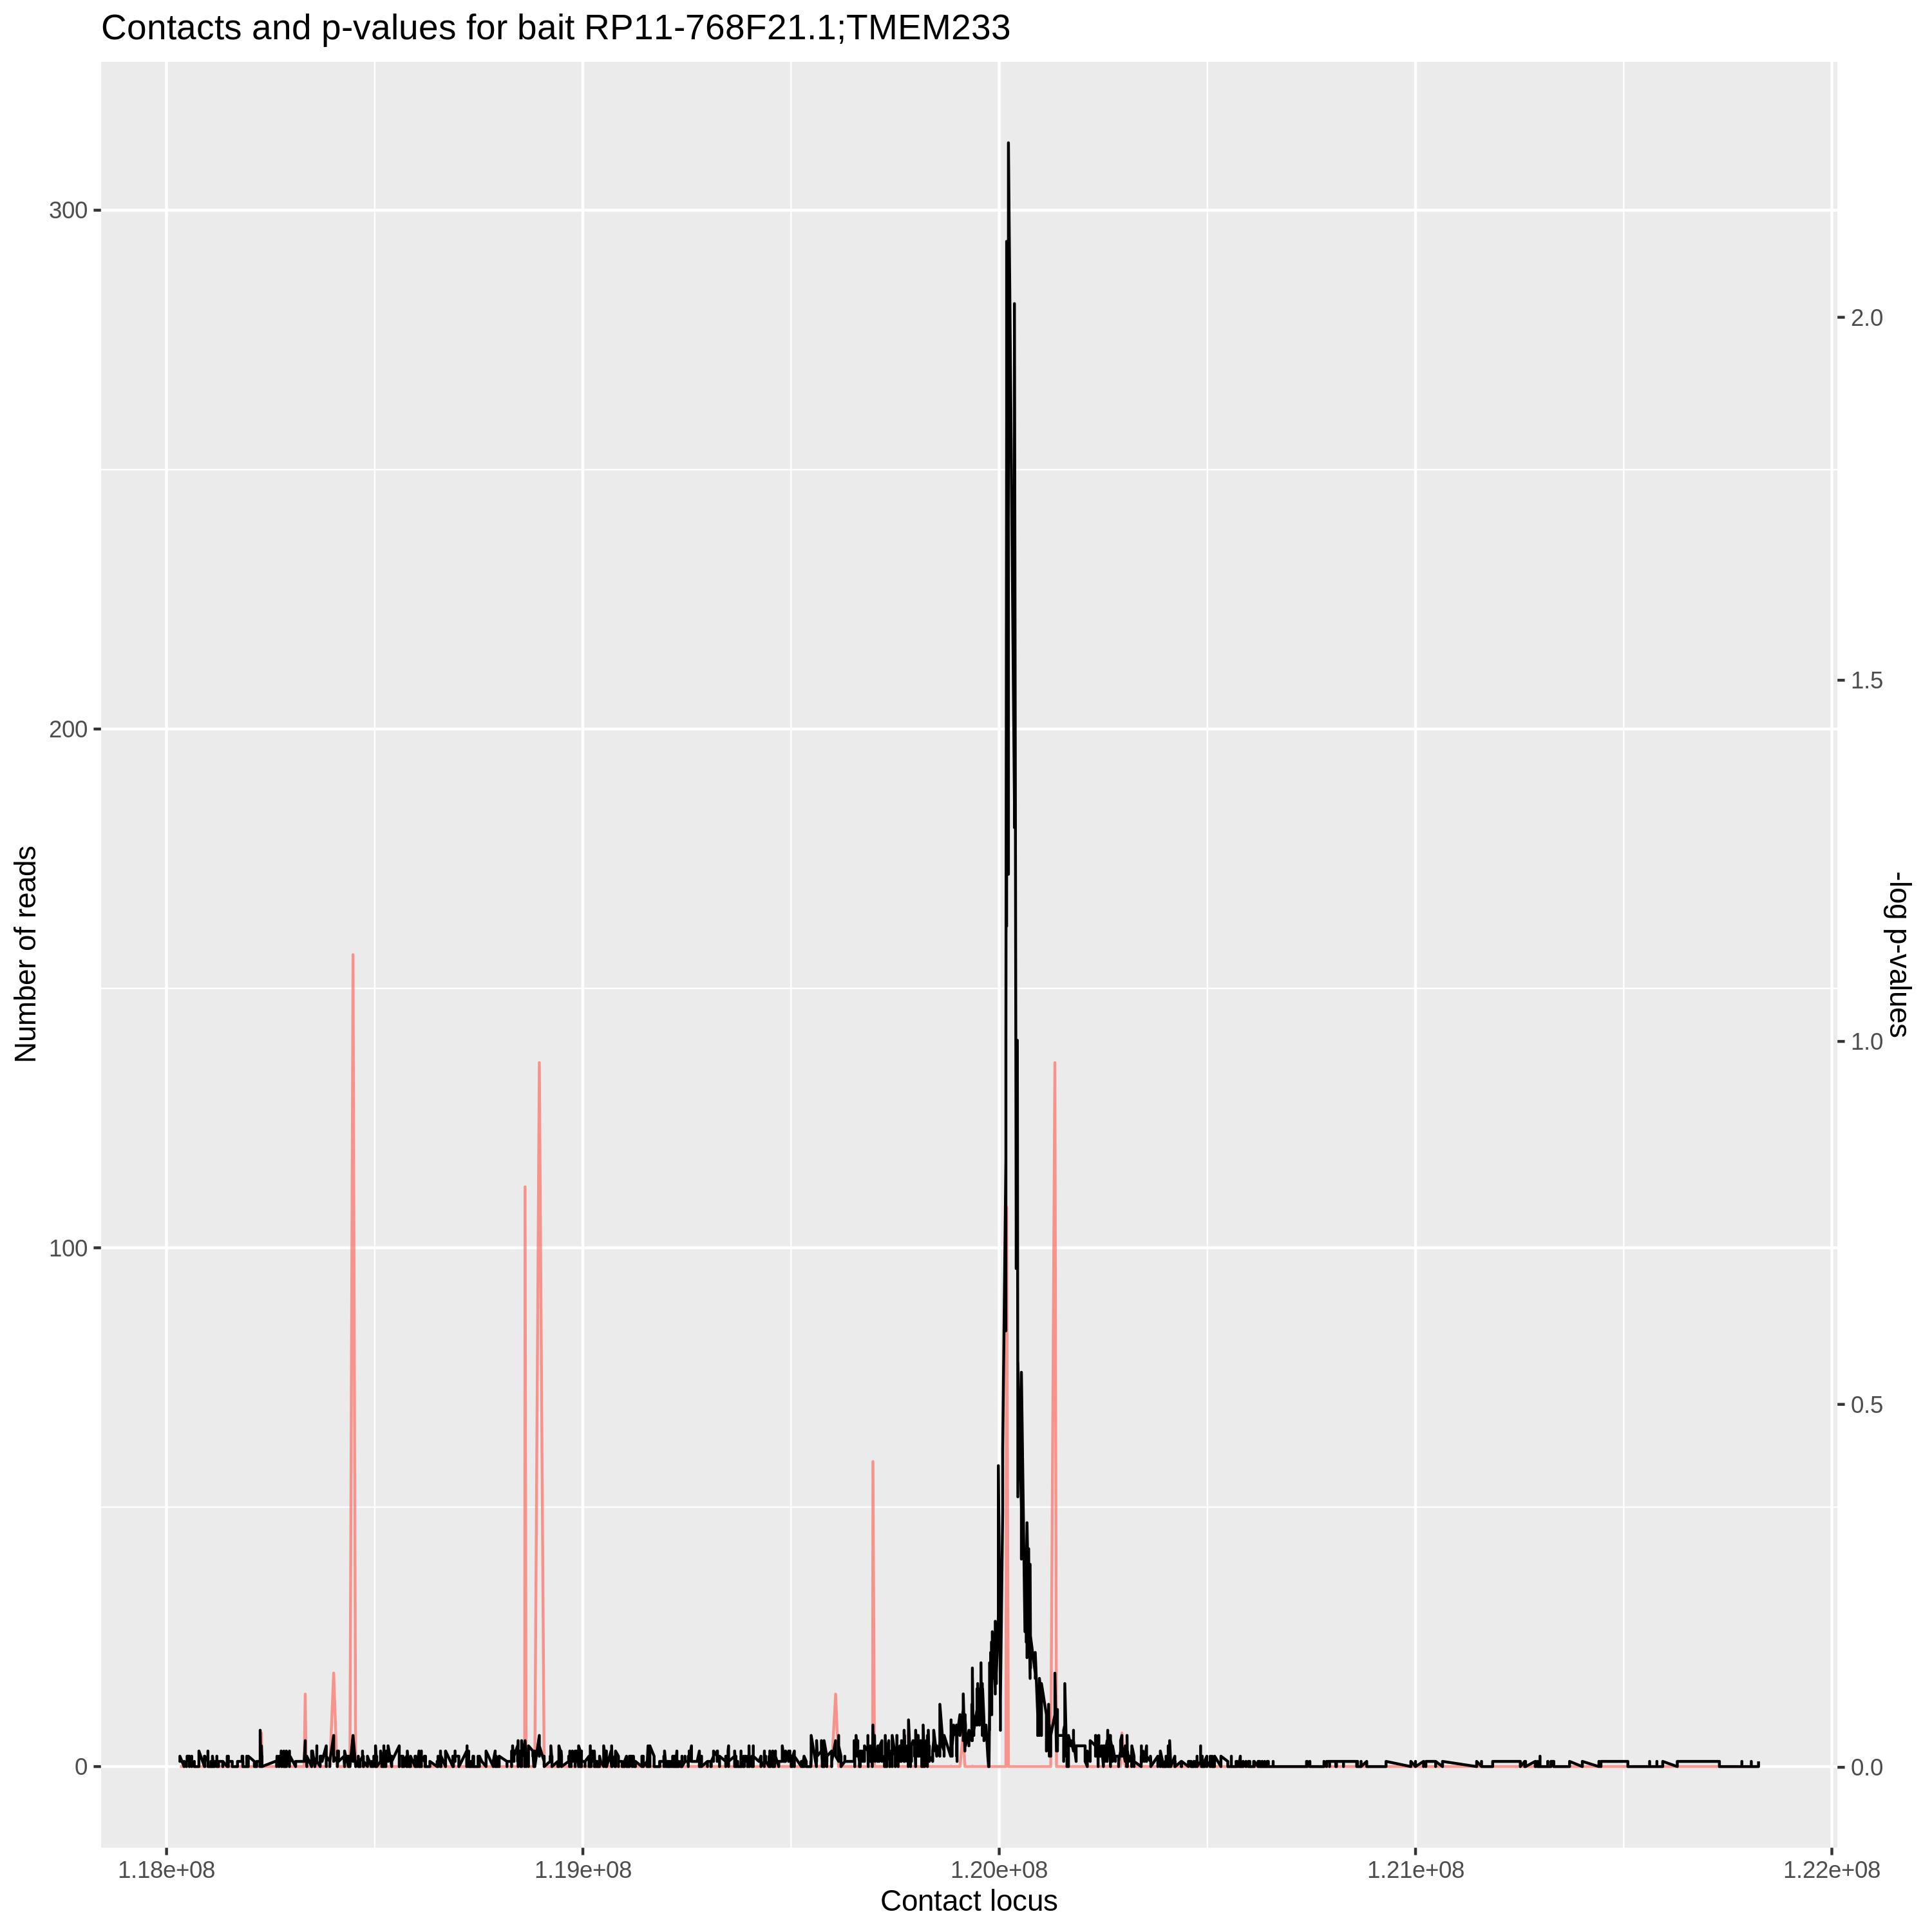 Contacts and p-values for bait RP11-768F21.1;TMEM233
300
200
100
0
Number of reads
2.0
1.5
1.0
0.5
0.0
-log p-values
1.18e+08
1.19e+08
1.20e+08
1.21e+08
1.22e+08
Contact locus